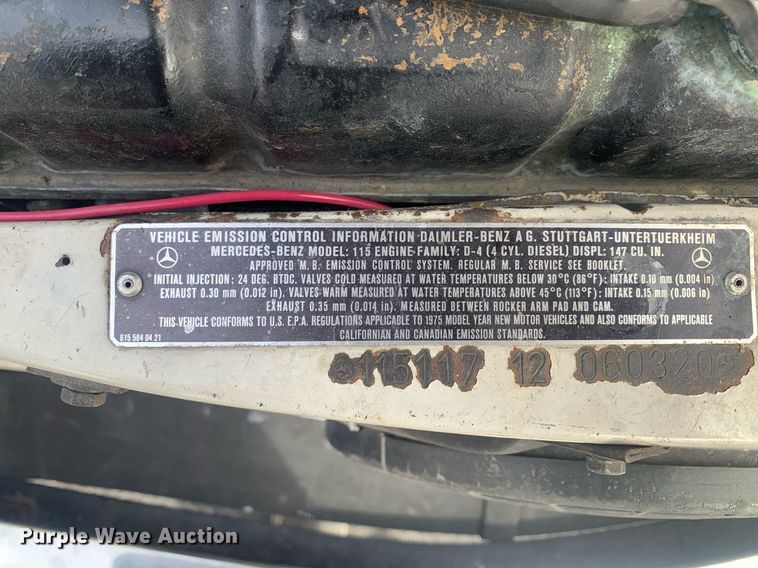 VEHICLE EMISSION CONTROL INFORMATION DAIMLER-BENZ A G. STUTTGART-UNTERTUERKHEIM
MERCEDES-BENZ MODEL: 115 ENGINE FAMILY: D-4 (4 CYL. DIESEL) DISPL: 147 CU. IN.
APPROVED M.B. EMISSION CONTROL SYSTEM. REGULAR M.B. SERVICE SEE BOOKLET.
INITIAL INJECTION: 24 DEG. BTDC. VALVES COLD MEASURED AT WATER TEMPERATURES BELOW 30°C (86°F): INTAKE 0.10 mm (0.004 in)
EXHAUST 0.30 mm (0.012 in). VALVES WARM MEASURED AT WATER TEMPERATURES ABOVE 45°C (113°F): INTAKE 0.15 mm (0.006 in)
EXHAUST 0.35 mm (0.014 in). MEASURED BETWEEN ROCKER ARM PAD AND CAM.
THIS VEHICLE CONFORMS TO U.S. E.P.A. REGULATIONS APPLICABLE TO 1975 MODEL YEAR NEW MOTOR VEHICLES AND ALSO CONFORMS TO APPLICABLE
CALIFORNIAN AND CANADIAN EMISSION STANDARDS.
615 584 04 21
115117 12 060320
Purple Wave Auction